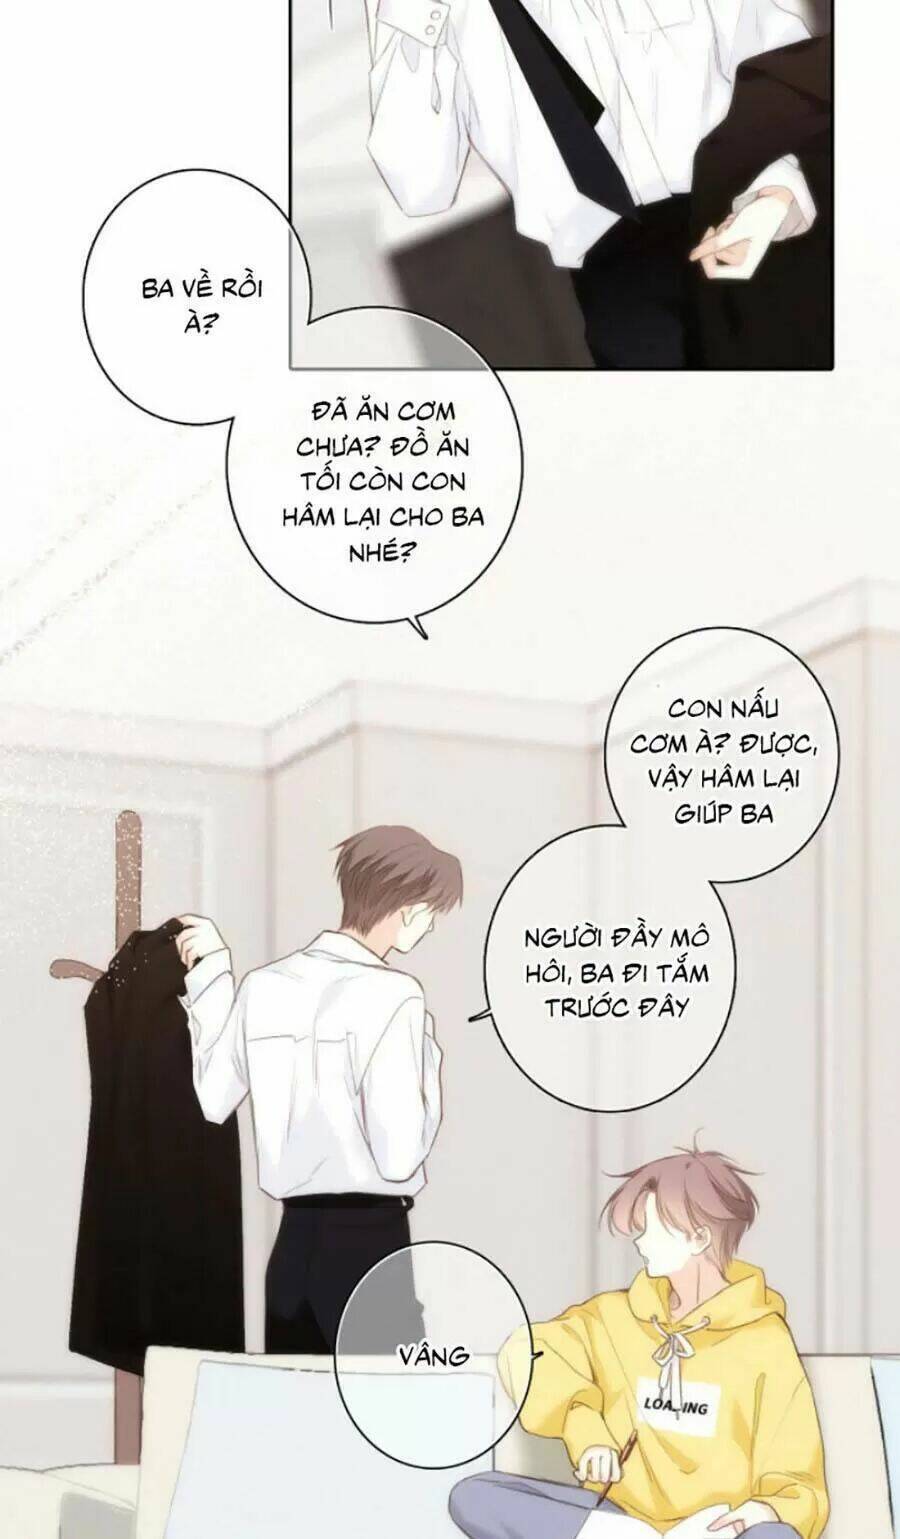 BA VỀ RỒI
À?
ĐÃ ĂN CƠM
CHƯA? ĐỒ ĂN
TỐI CÒN CON
HÂM LẠI CHO BA
NHÉ?
CON NẤU
CƠM À? ĐƯỢC,
VẬY HÂM LẠI
GIÚP BA
NGƯỜI ĐẦY MÔ
HÔI, BA ĐI TẮM
TRƯỚC ĐÂY
VÂNG